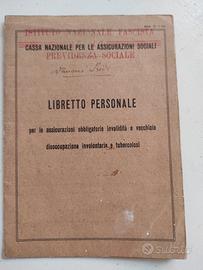 ISTITUTO NAZIONALE FASCISTA
CASSA NAZIONALE PER LE ASSICURAZIONI SOCIALI
PREVIDENZA SOCIALE
LIBRETTO PERSONALE
per le assicurazioni obbligatorie invalidità e vecchiaia
disoccupazione involontaria e tubercolosi
subito